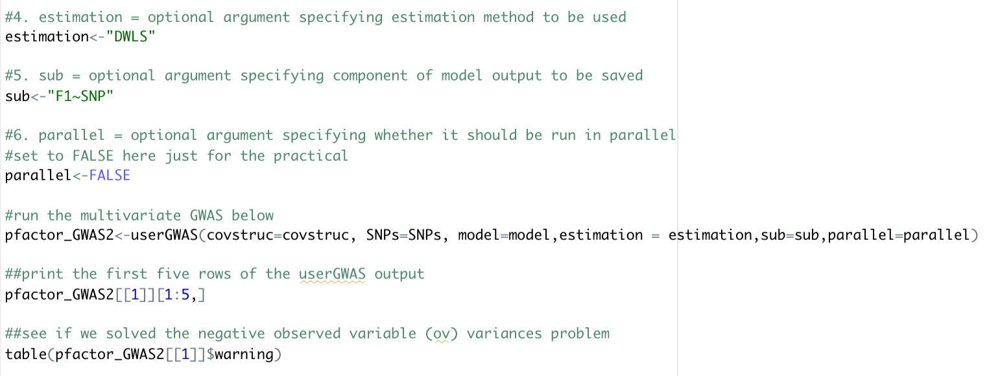 #4. estimation = optional argument specifying estimation method to be used
estimation<-"DWLS"
#5. sub = optional argument specifying component of model output to be saved
sub<-"F1~SNP"
#6. parallel = optional argument specifying whether it should be run in parallel
#set to FALSE here just for the practical
parallel<-FALSE
#run the multivariate GWAS below
pfactor_GWAS2<-userGWAS(covstruc=covstruc, SNPs=SNPs, model=model,estimation = estimation,sub=sub,parallel=parallel)
##print the first five rows of the userGWAS output
pfactor_GWAS2[[1]][1:5,]
##see if we solved the negative observed variable (ov) variances problem
table(pfactor_GWAS2[[1]]$warning)